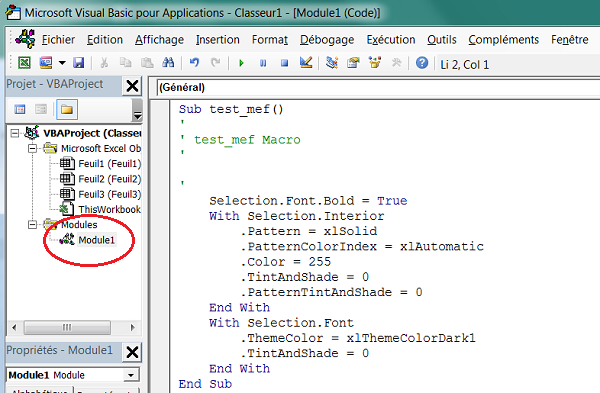 Microsoft Visual Basic pour Applications - Classeur1 - [Module1 (Code)]
Fichier Edition Affichage Insertion Format Débogage Exécution Outils Compléments Fenêtre
Li 2, Col 1
Projet - VBAProject
(Général)
VBAProject (Classe
Microsoft Excel Ob
Feuil1 (Feuil1)
Feuil2 (Feuil2)
Feuil3 (Feuil3)
ThisWorkbook
Modules
Module1
Propriétés - Module1
Module1 Module
Alphabétique
Sub test_mef()
'
' test_mef Macro
'
'
Selection.Font.Bold = True
With Selection.Interior
.Pattern = xlSolid
.PatternColorIndex = xlAutomatic
.Color = 255
.TintAndShade = 0
.PatternTintAndShade = 0
End With
With Selection.Font
.ThemeColor = xlThemeColorDark1
.TintAndShade = 0
End With
End Sub